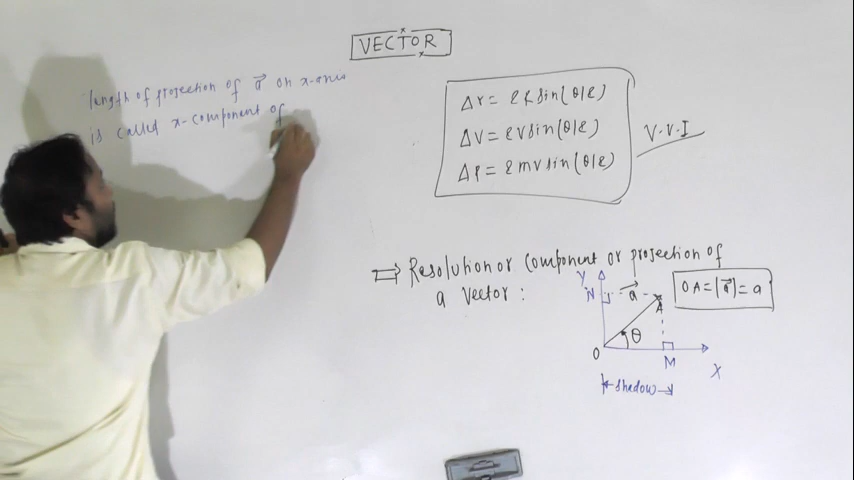 VECTOR
length of projection of a⃗ on x-axis
is called x-component of
Δr = 2R sin(θ/2)
Δv = 2v sin(θ/2)
Δp = 2mv sin(θ/2)
V.V.I
⇒ Resolution or component or projection of
a vector :
Y
N
a⃗
A
OA = |a⃗| = a
θ
O
M
X
shadow